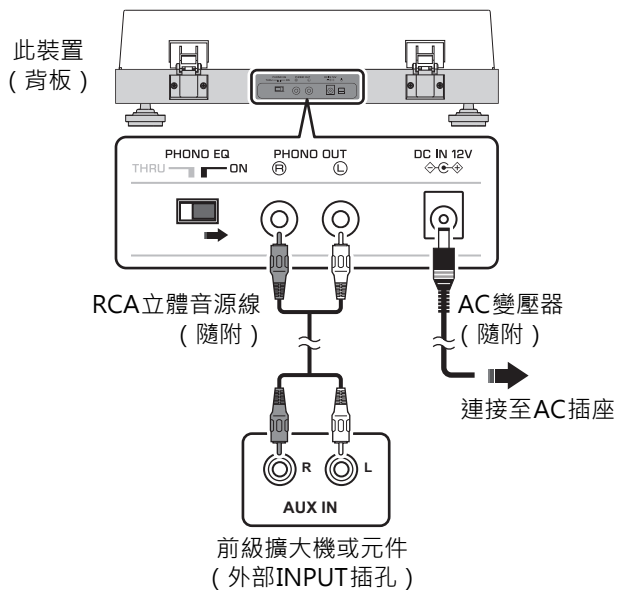 此裝置
（背板）
PHONO EQ
THRU ON
PHONO OUT
R L
DC IN 12V
RCA立體音源線
（隨附）
AC變壓器
（隨附）
連接至AC插座
R L
AUX IN
前級擴大機或元件
（外部INPUT插孔）